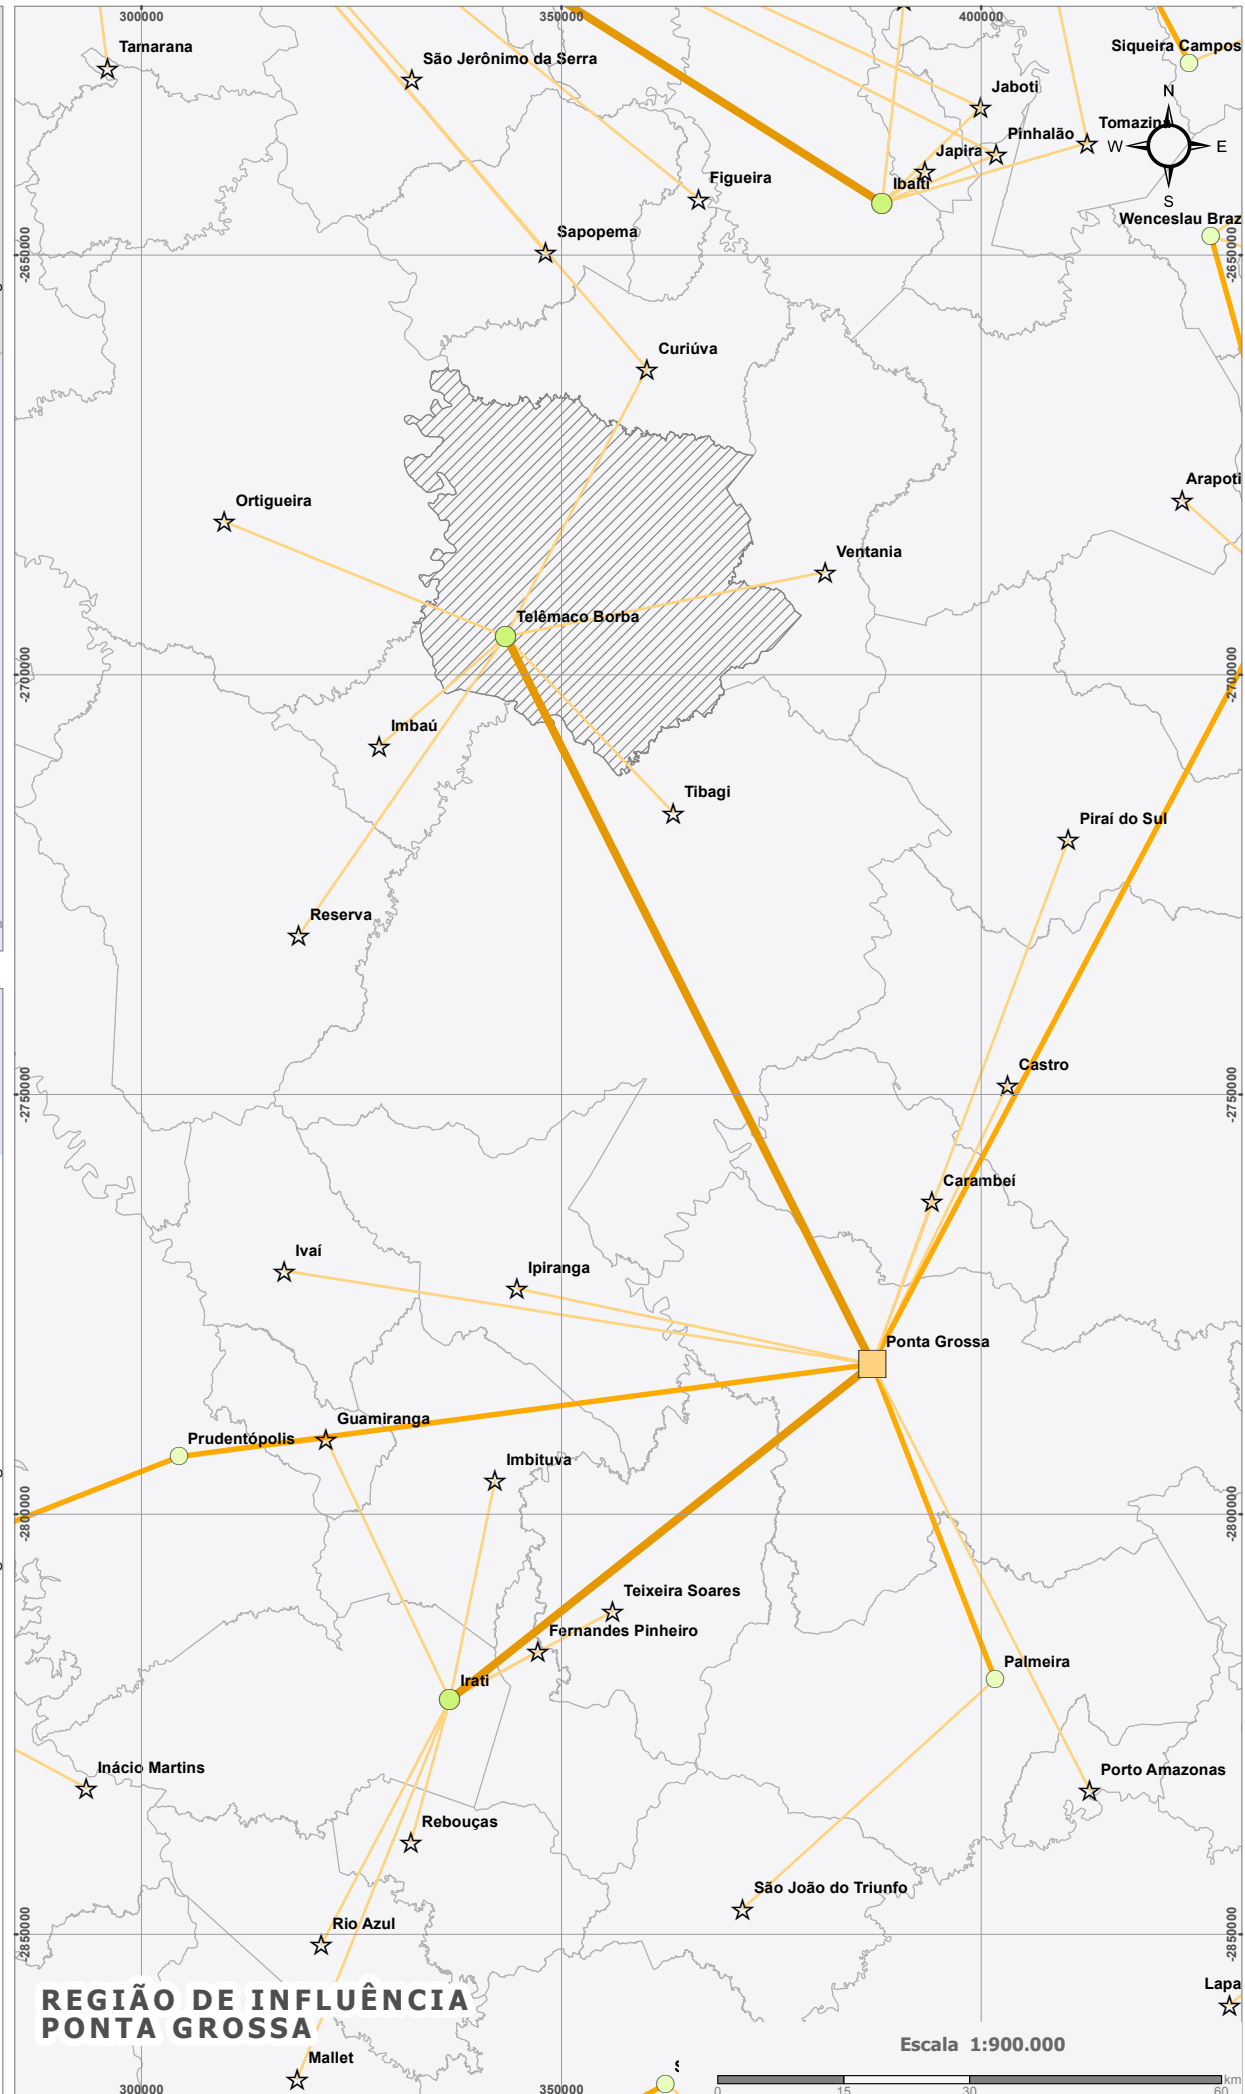 300000
350000
400000
Tamarana
São Jerônimo da Serra
Siqueira Campos
Jaboti
N
Pinhalão
Tomazina
W
E
S
Japira
Ibaiti
Figueira
Wenceslau Braz
Sapopema
-2650000
-2650000
Curiúva
Ortigueira
Arapoti
Ventania
Telêmaco Borba
-2700000
-2700000
Imbaú
Tibagi
Piraí do Sul
Reserva
-2750000
-2750000
Castro
Carambeí
Ivaí
Ipiranga
Ponta Grossa
Guamiranga
Prudentópolis
Imbituva
-2800000
-2800000
Teixeira Soares
Fernandes Pinheiro
Irati
Palmeira
Inácio Martins
Porto Amazonas
Rebouças
São João do Triunfo
Rio Azul
-2850000
-2850000
Lapa
REGIÃO DE INFLUÊNCIA
PONTA GROSSA
Escala 1:900.000
Mallet
km
0
15
30
60
300000
350000